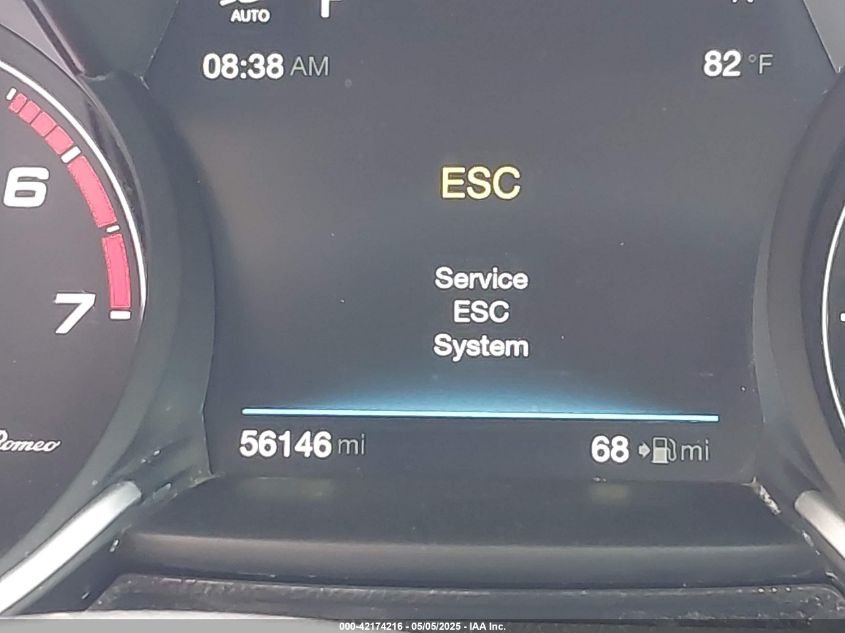 AUTO
08:38 AM
82 °F
6
ESC
7
Service
ESC
System
56146 mi
68 mi
Romeo
000-42174216 - 05/05/2025 - IAA Inc.